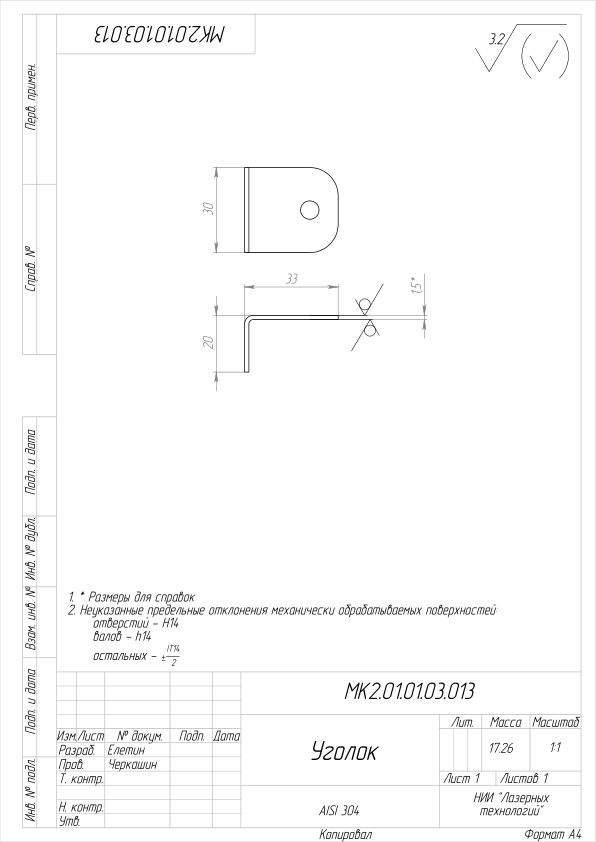 МК2.01.01.03.013
3.2
Перв. примен.
Справ. №
30
33
1,5*
20
Подп. и дата
Инв. № дубл.
Взам. инв. №
Подп. и дата
Инв. № подл.
1. * Размеры для справок
2. Неуказанные предельные отклонения механически обрабатываемых поверхностей:
отверстий – H14
валов – h14
остальных – ± IT14
2
МК2.01.01.03.013
Изм. Лист № докум. Подп. Дата
Разраб. Елетин
Пров. Черкашин
Т. контр.
Н. контр.
Утв.
Уголок
Лит. Масса Масштаб
17.26 1:1
Лист 1 Листов 1
AISI 304
НИИ "Лазерных
технологий"
Копировал Формат А4